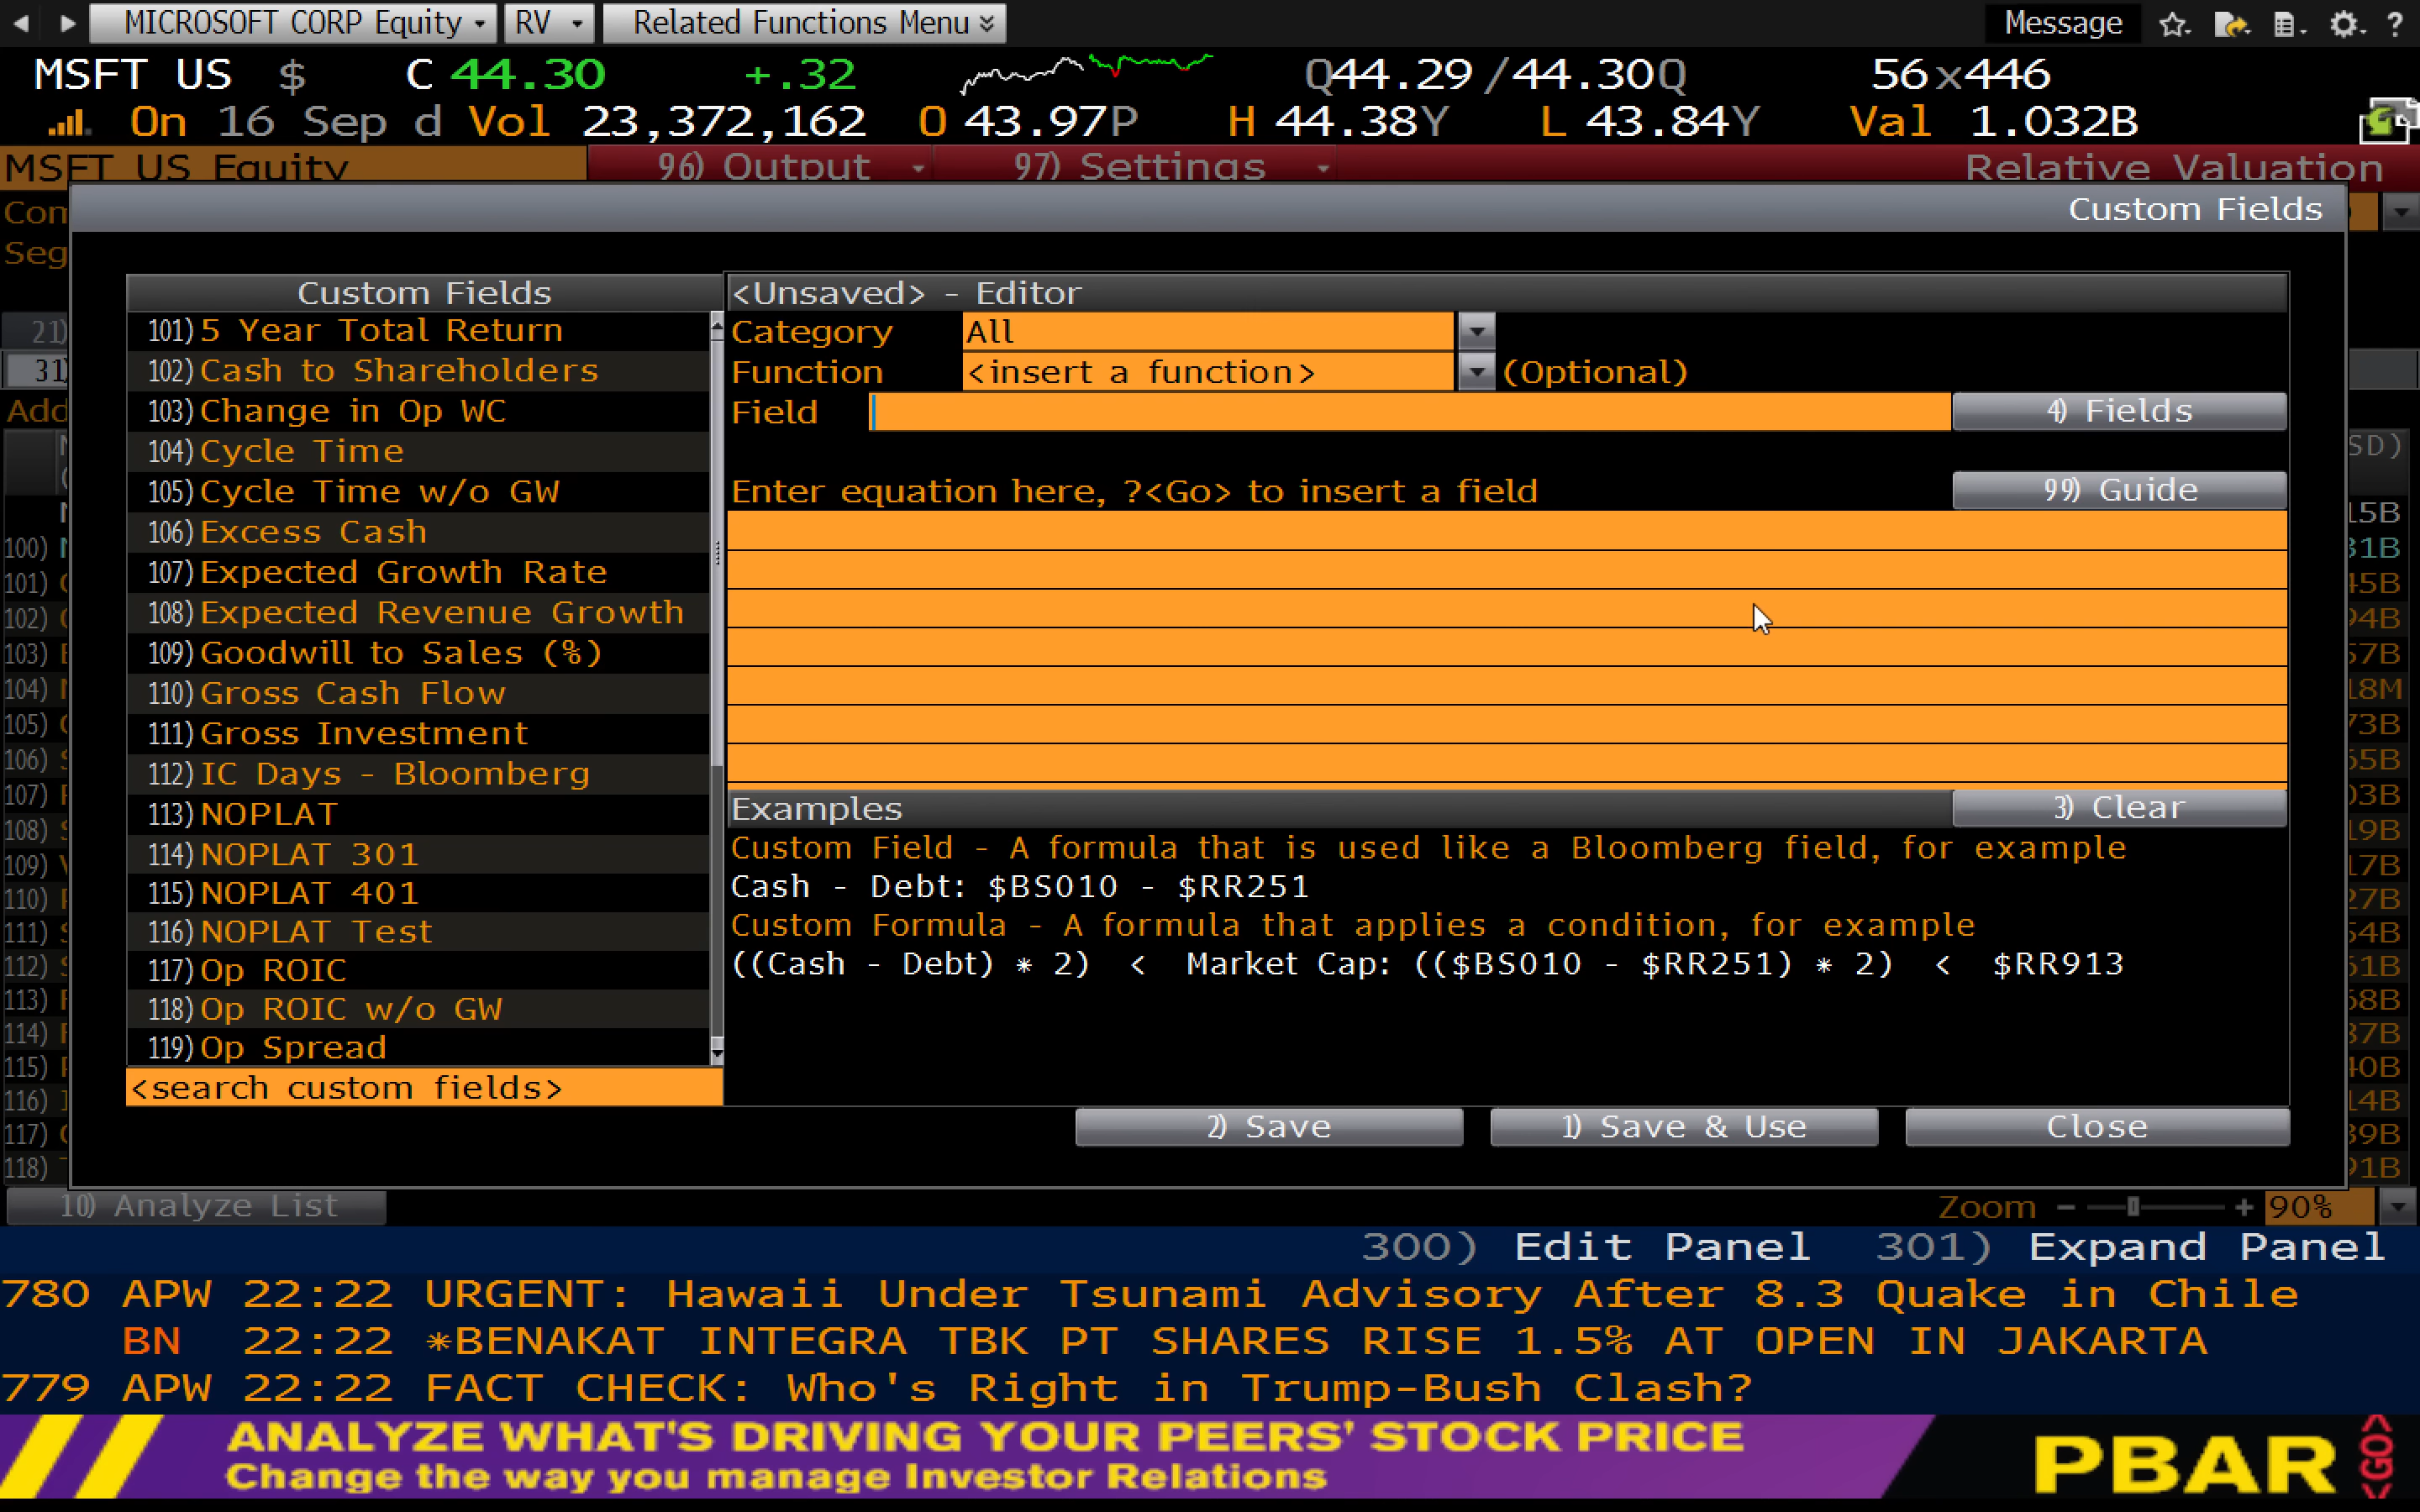 MICROSOFT CORP Equity RV Related Functions Menu Message ?
MSFT US $ C 44.30 +.32 Q44.29/44.30Q 56x446
On 16 Sep d Vol 23,372,162 O 43.97P H 44.38Y L 43.84Y Val 1.032B
MSFT US Equity 96) Output 97) Settings Relative Valuation
Custom Fields
Custom Fields
101) 5 Year Total Return
102) Cash to Shareholders
103) Change in Op WC
104) Cycle Time
105) Cycle Time w/o GW
106) Excess Cash
107) Expected Growth Rate
108) Expected Revenue Growth
109) Goodwill to Sales (%)
110) Gross Cash Flow
111) Gross Investment
112) IC Days - Bloomberg
113) NOPLAT
114) NOPLAT 301
115) NOPLAT 401
116) NOPLAT Test
117) Op ROIC
118) Op ROIC w/o GW
119) Op Spread
<search custom fields>
<Unsaved> - Editor
Category All
Function <insert a function> (Optional)
Field 4) Fields
Enter equation here, ?<Go> to insert a field 99) Guide
Examples 3) Clear
Custom Field - A formula that is used like a Bloomberg field, for example
Cash - Debt: $BS010 - $RR251
Custom Formula - A formula that applies a condition, for example
((Cash - Debt) * 2) < Market Cap: (($BS010 - $RR251) * 2) < $RR913
2) Save 1) Save & Use Close
10) Analyze List Zoom - + 90%
300) Edit Panel 301) Expand Panel
780 APW 22:22 URGENT: Hawaii Under Tsunami Advisory After 8.3 Quake in Chile
BN 22:22 *BENAKAT INTEGRA TBK PT SHARES RISE 1.5% AT OPEN IN JAKARTA
779 APW 22:22 FACT CHECK: Who's Right in Trump-Bush Clash?
ANALYZE WHAT'S DRIVING YOUR PEERS' STOCK PRICE
Change the way you manage Investor Relations
PBAR <GO>